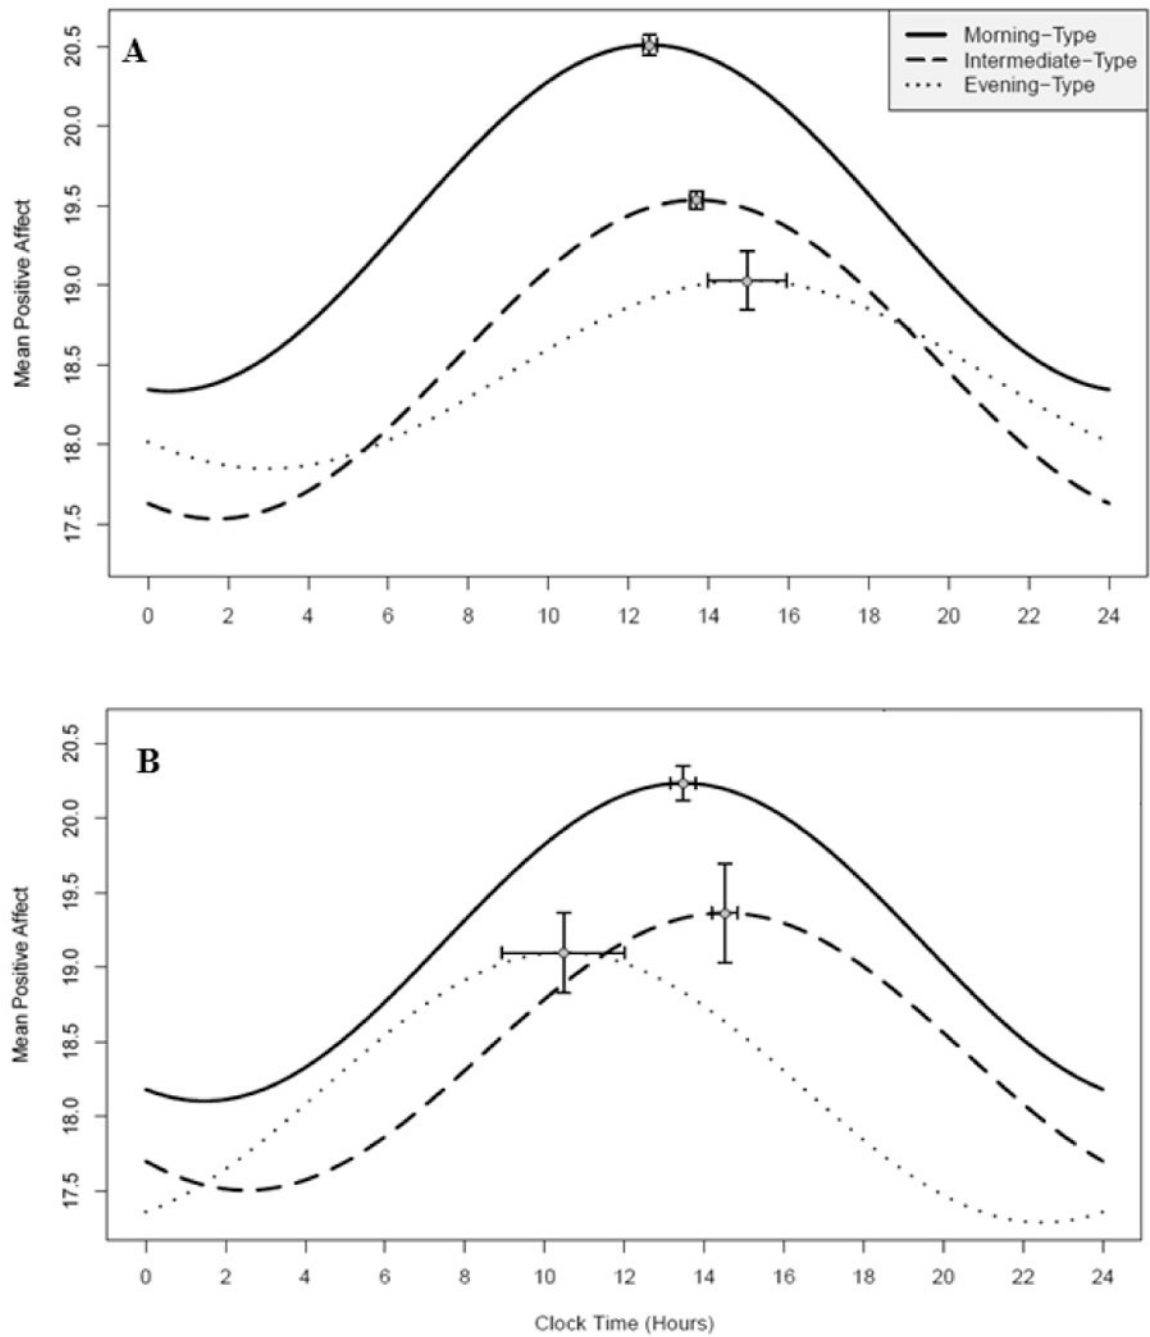 A
Morning-Type
Intermediate-Type
Evening-Type
Mean Positive Affect
20.5
20.0
19.5
19.0
18.5
18.0
17.5
0 2 4 6 8 10 12 14 16 18 20 22 24
B
Mean Positive Affect
20.5
20.0
19.5
19.0
18.5
18.0
17.5
0 2 4 6 8 10 12 14 16 18 20 22 24
Clock Time (Hours)